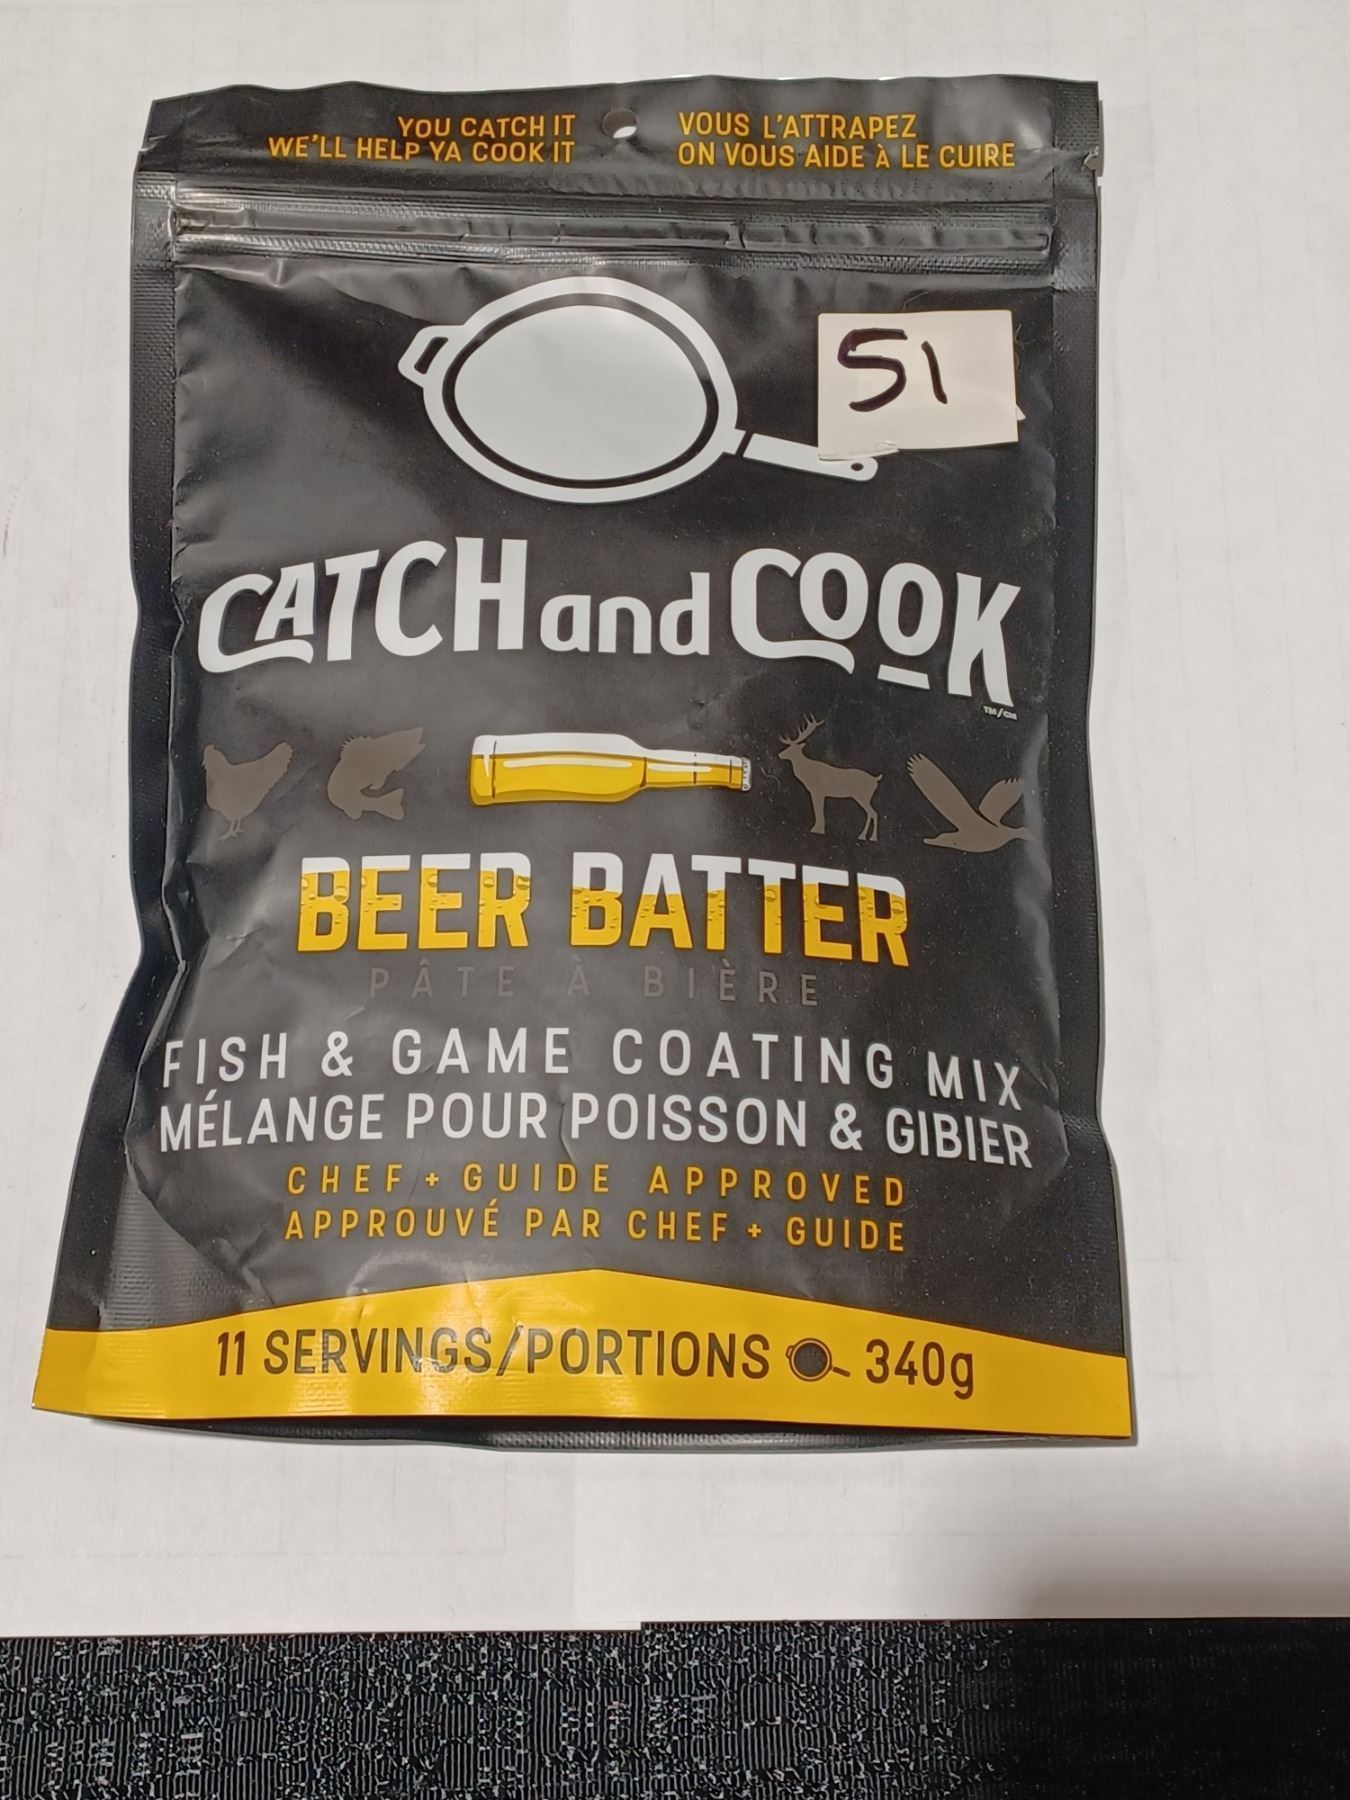 YOU CATCH IT
WE'LL HELP YA COOK IT
VOUS L'ATTRAPEZ
ON VOUS AIDE À LE CUIRE
51
CATCH and COOK
TM/MC
BEER BATTER
PÂTE À BIÈRE
FISH & GAME COATING MIX
MÉLANGE POUR POISSON & GIBIER
CHEF + GUIDE APPROVED
APPROUVÉ PAR CHEF + GUIDE
11 SERVINGS/PORTIONS 340g